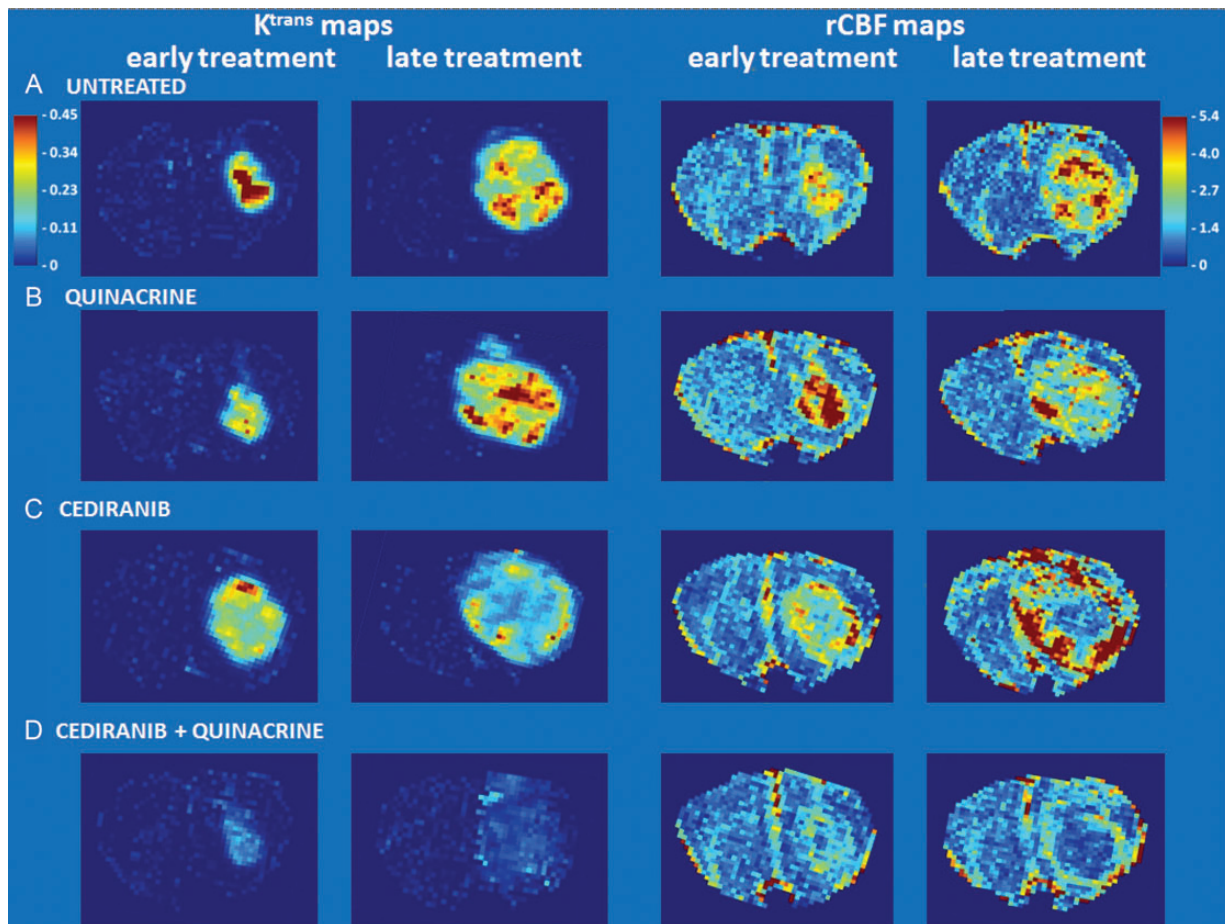 Kᵗʳᵃⁿˢ maps rCBF maps
early treatment late treatment early treatment late treatment
A UNTREATED
- 0.45
- 0.34
- 0.23
- 0.11
- 0
- 5.4
- 4.0
- 2.7
- 1.4
- 0
B QUINACRINE
C CEDIRANIB
D CEDIRANIB + QUINACRINE